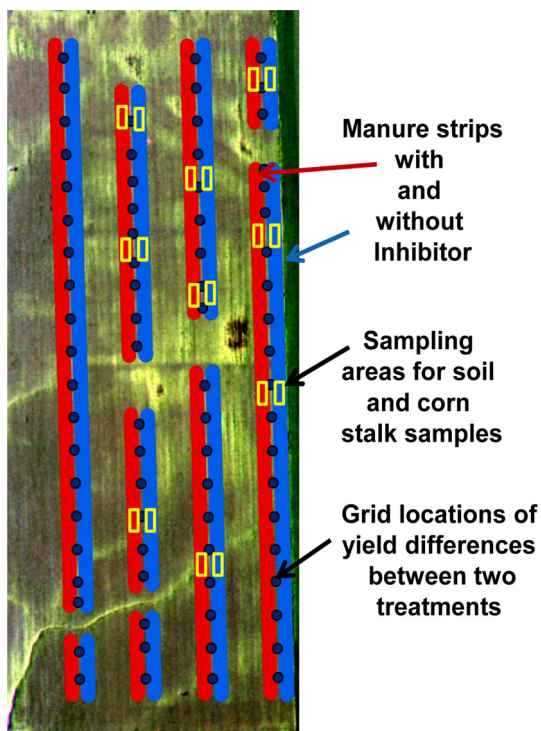 Manure strips
with
and
without
Inhibitor
Sampling
areas for soil
and corn
stalk samples
Grid locations of
yield differences
between two
treatments